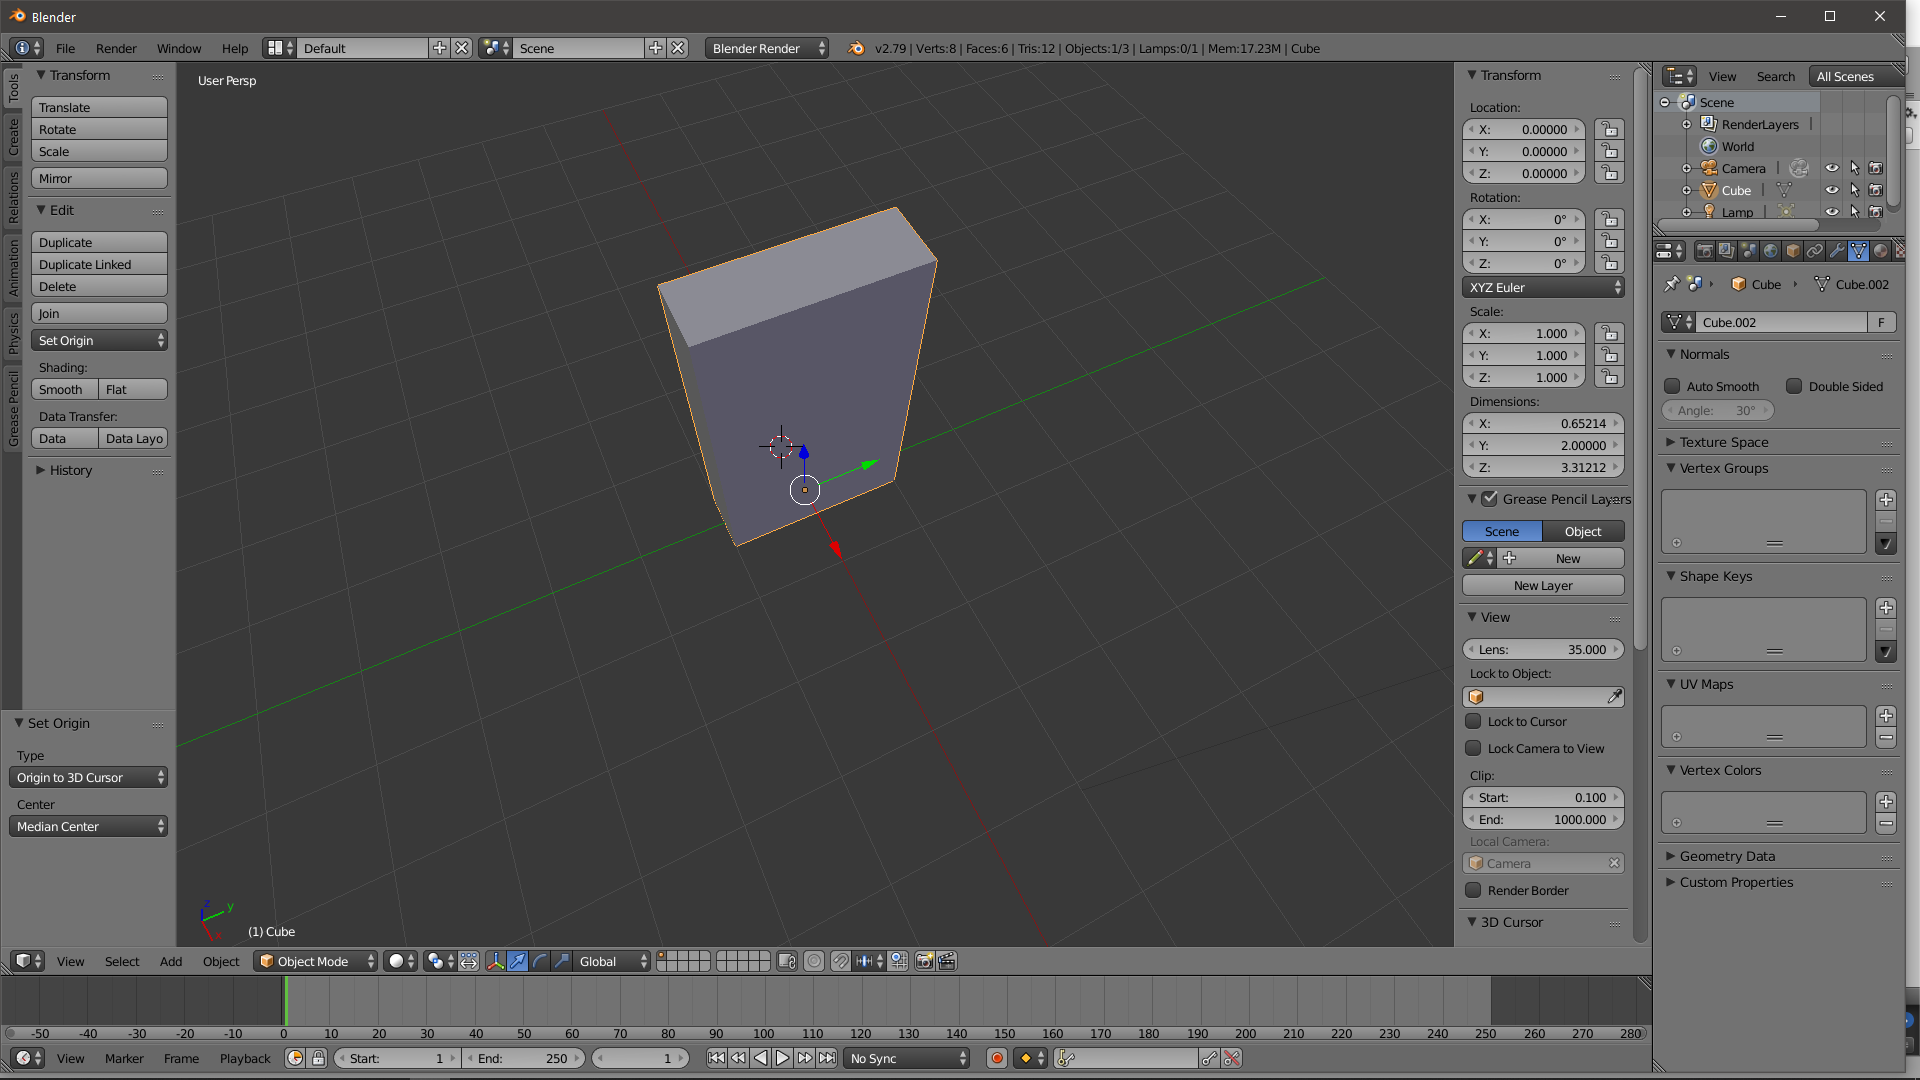 Blender
File Render Window Help Default Scene Blender Render v2.79 | Verts:8 | Faces:6 | Tris:12 | Objects:1/3 | Lamps:0/1 | Mem:17.23M | Cube
Tools
Create
Relations
Animation
Physics
Grease Pencil
Transform
Translate
Rotate
Scale
Mirror
Edit
Duplicate
Duplicate Linked
Delete
Join
Set Origin
Shading:
Smooth Flat
Data Transfer:
Data Data Layo
History
Set Origin
Type
Origin to 3D Cursor
Center
Median Center
User Persp
z y x
(1) Cube
Transform
Location:
X: 0.00000
Y: 0.00000
Z: 0.00000
Rotation:
X: 0°
Y: 0°
Z: 0°
XYZ Euler
Scale:
X: 1.000
Y: 1.000
Z: 1.000
Dimensions:
X: 0.65214
Y: 2.00000
Z: 3.31212
Grease Pencil Layers
Scene Object
New
New Layer
View
Lens: 35.000
Lock to Object:
Lock to Cursor
Lock Camera to View
Clip:
Start: 0.100
End: 1000.000
Local Camera:
Camera
Render Border
3D Cursor
View Search All Scenes
Scene
RenderLayers
World
Camera
Cube
Lamp
Cube Cube.002
Cube.002 F
Normals
Auto Smooth Double Sided
Angle: 30°
Texture Space
Vertex Groups
Shape Keys
UV Maps
Vertex Colors
Geometry Data
Custom Properties
View Select Add Object Object Mode Global
-50 -40 -30 -20 -10 0 10 20 30 40 50 60 70 80 90 100 110 120 130 140 150 160 170 180 190 200 210 220 230 240 250 260 270 280
View Marker Frame Playback Start: 1 End: 250 1 No Sync